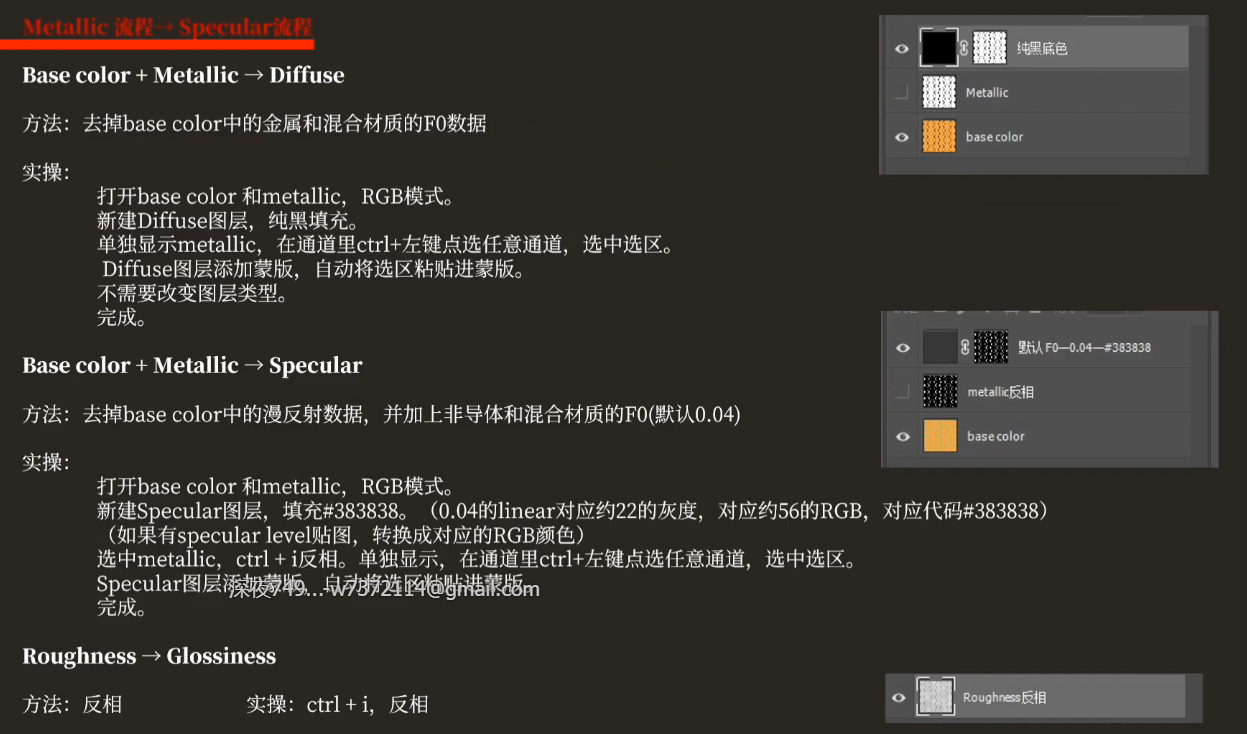 Metallic 流程→ Specular流程
Base color + Metallic → Diffuse
方法：去掉base color中的金属和混合材质的F0数据
实操：
打开base color 和metallic，RGB模式。
新建Diffuse图层，纯黑填充。
单独显示metallic，在通道里ctrl+左键点选任意通道，选中选区。
Diffuse图层添加蒙版，自动将选区粘贴进蒙版。
不需要改变图层类型。
完成。
纯黑底色
Metallic
base color
Base color + Metallic → Specular
方法：去掉base color中的漫反射数据，并加上非导体和混合材质的F0(默认0.04)
实操：
打开base color 和metallic，RGB模式。
新建Specular图层，填充#383838。（0.04的linear对应约22的灰度，对应约56的RGB，对应代码#383838）
（如果有specular level贴图，转换成对应的RGB颜色）
选中metallic，ctrl + i反相。单独显示，在通道里ctrl+左键点选任意通道，选中选区。
Specular图层添加蒙版，自动将选区粘贴进蒙版。
深夜749...-w7372114@gmail.com
完成。
默认 F0—0.04—#383838
metallic反相
base color
Roughness → Glossiness
方法：反相 实操：ctrl + i，反相
Roughness反相